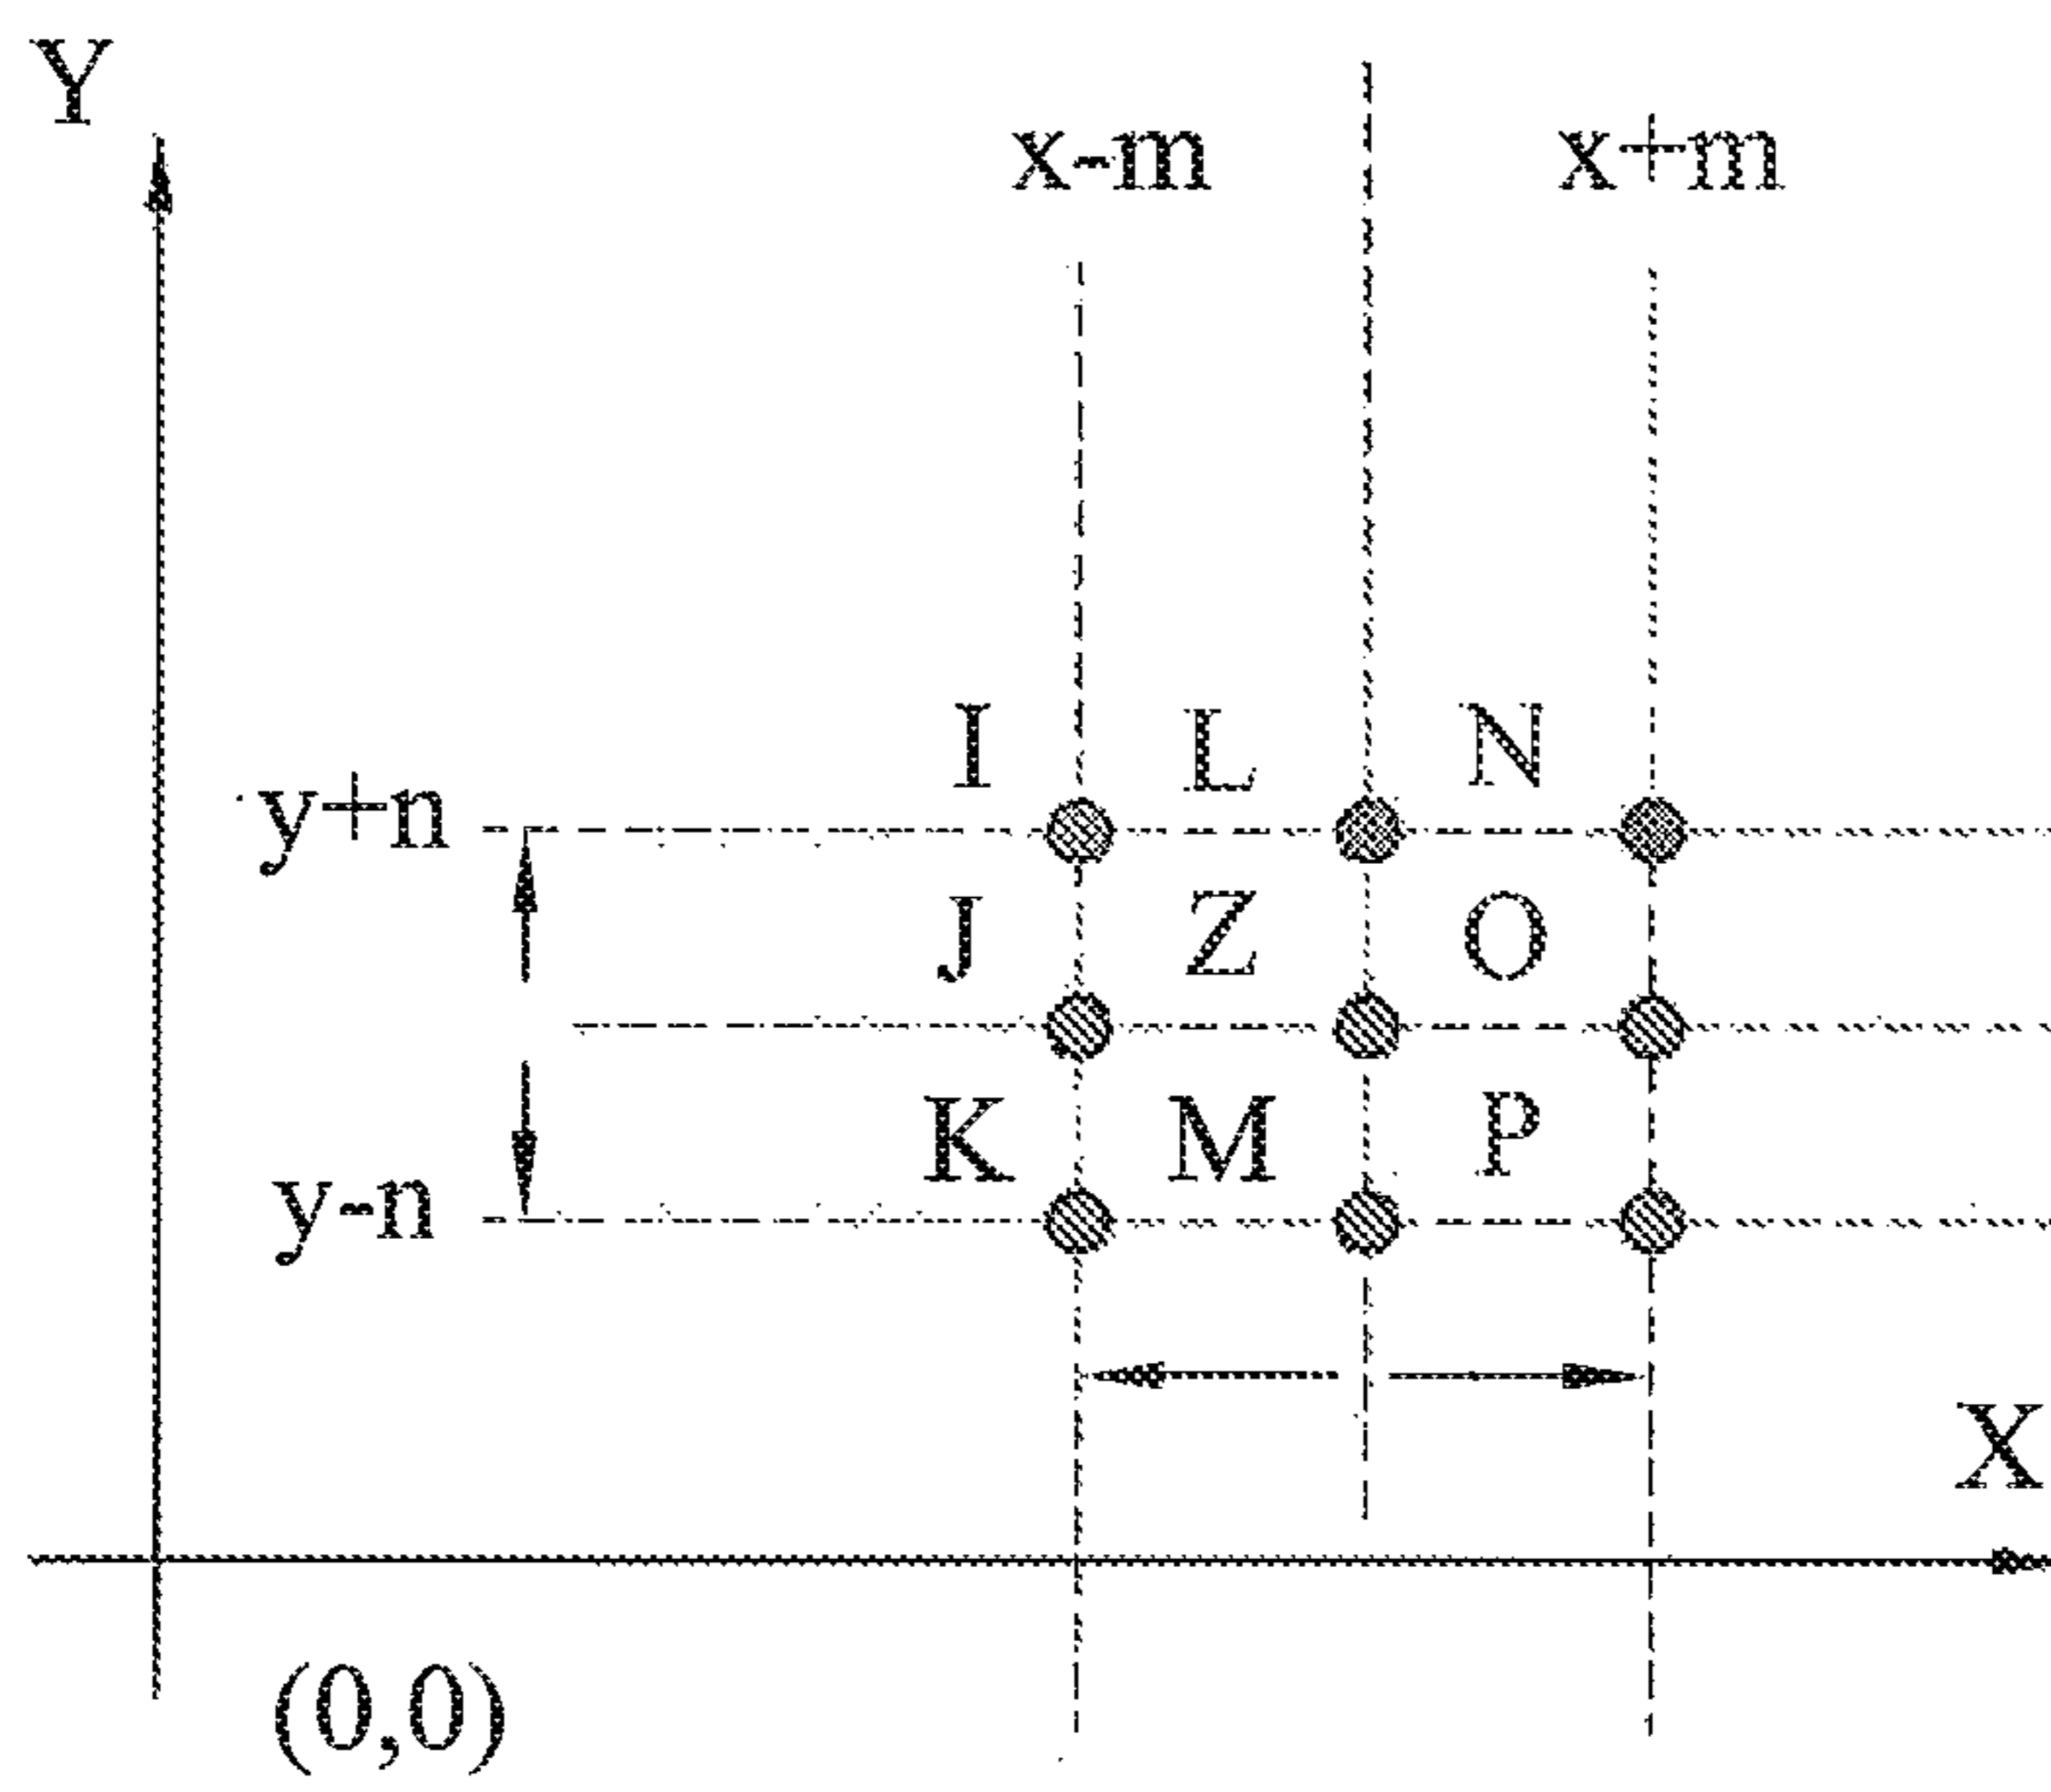 Y
x-m x+m
I L N
y+n
J Z O
K M P
y-n
X
(0,0)